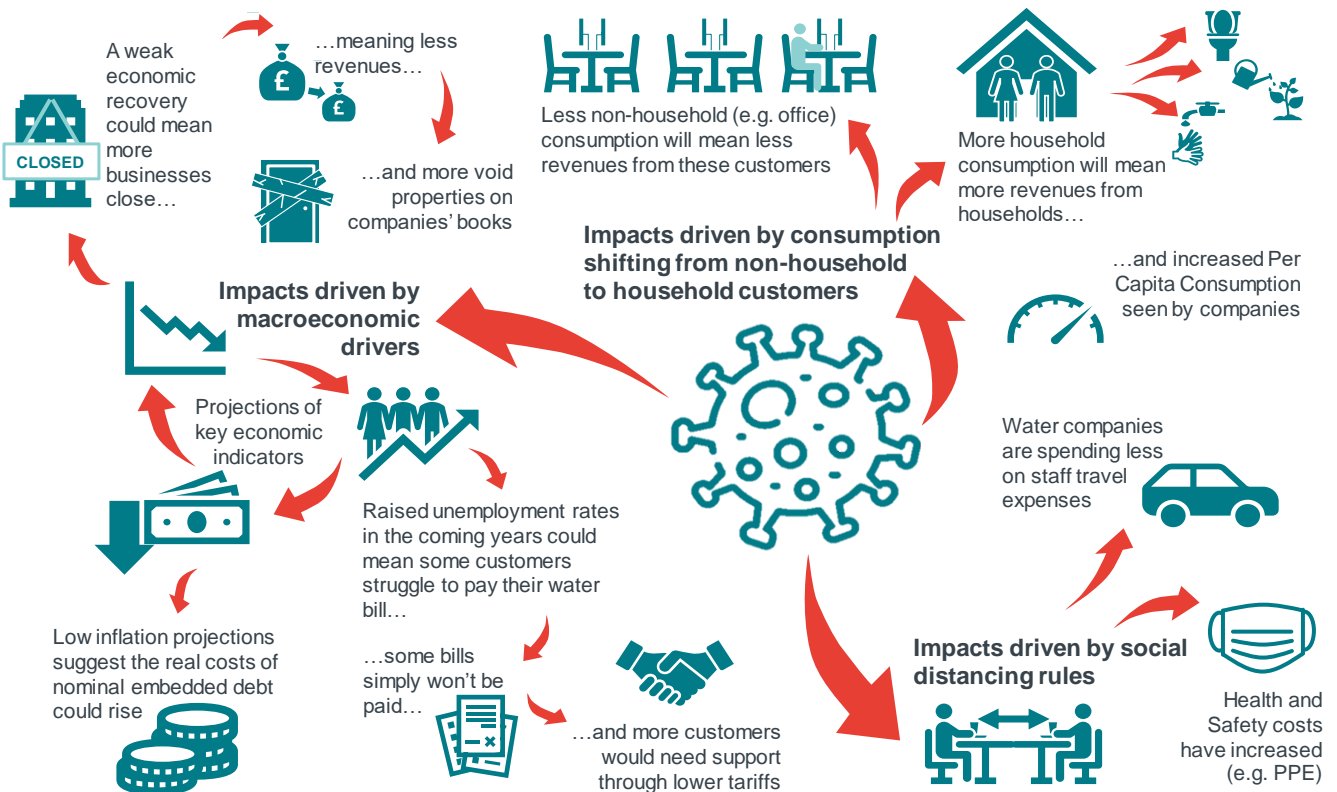 A weak
economic
recovery
could mean
more
businesses
close…
CLOSED
…meaning less
revenues…
£
£
…and more void
properties on
companies’ books
Less non-household (e.g. office)
consumption will mean less
revenues from these customers
More household
consumption will mean
more revenues from
households…
…and increased Per
Capita Consumption
seen by companies
Impacts driven by consumption
shifting from non-household
to household customers
Impacts driven by
macroeconomic
drivers
Projections of
key economic
indicators
Raised unemployment rates
in the coming years could
mean some customers
struggle to pay their water
bill…
Low inflation projections
suggest the real costs of
nominal embedded debt
could rise
…some bills
simply won’t be
paid…
…and more customers
would need support
through lower tariffs
Water companies
are spending less
on staff travel
expenses
Impacts driven by social
distancing rules
Health and
Safety costs
have increased
(e.g. PPE)